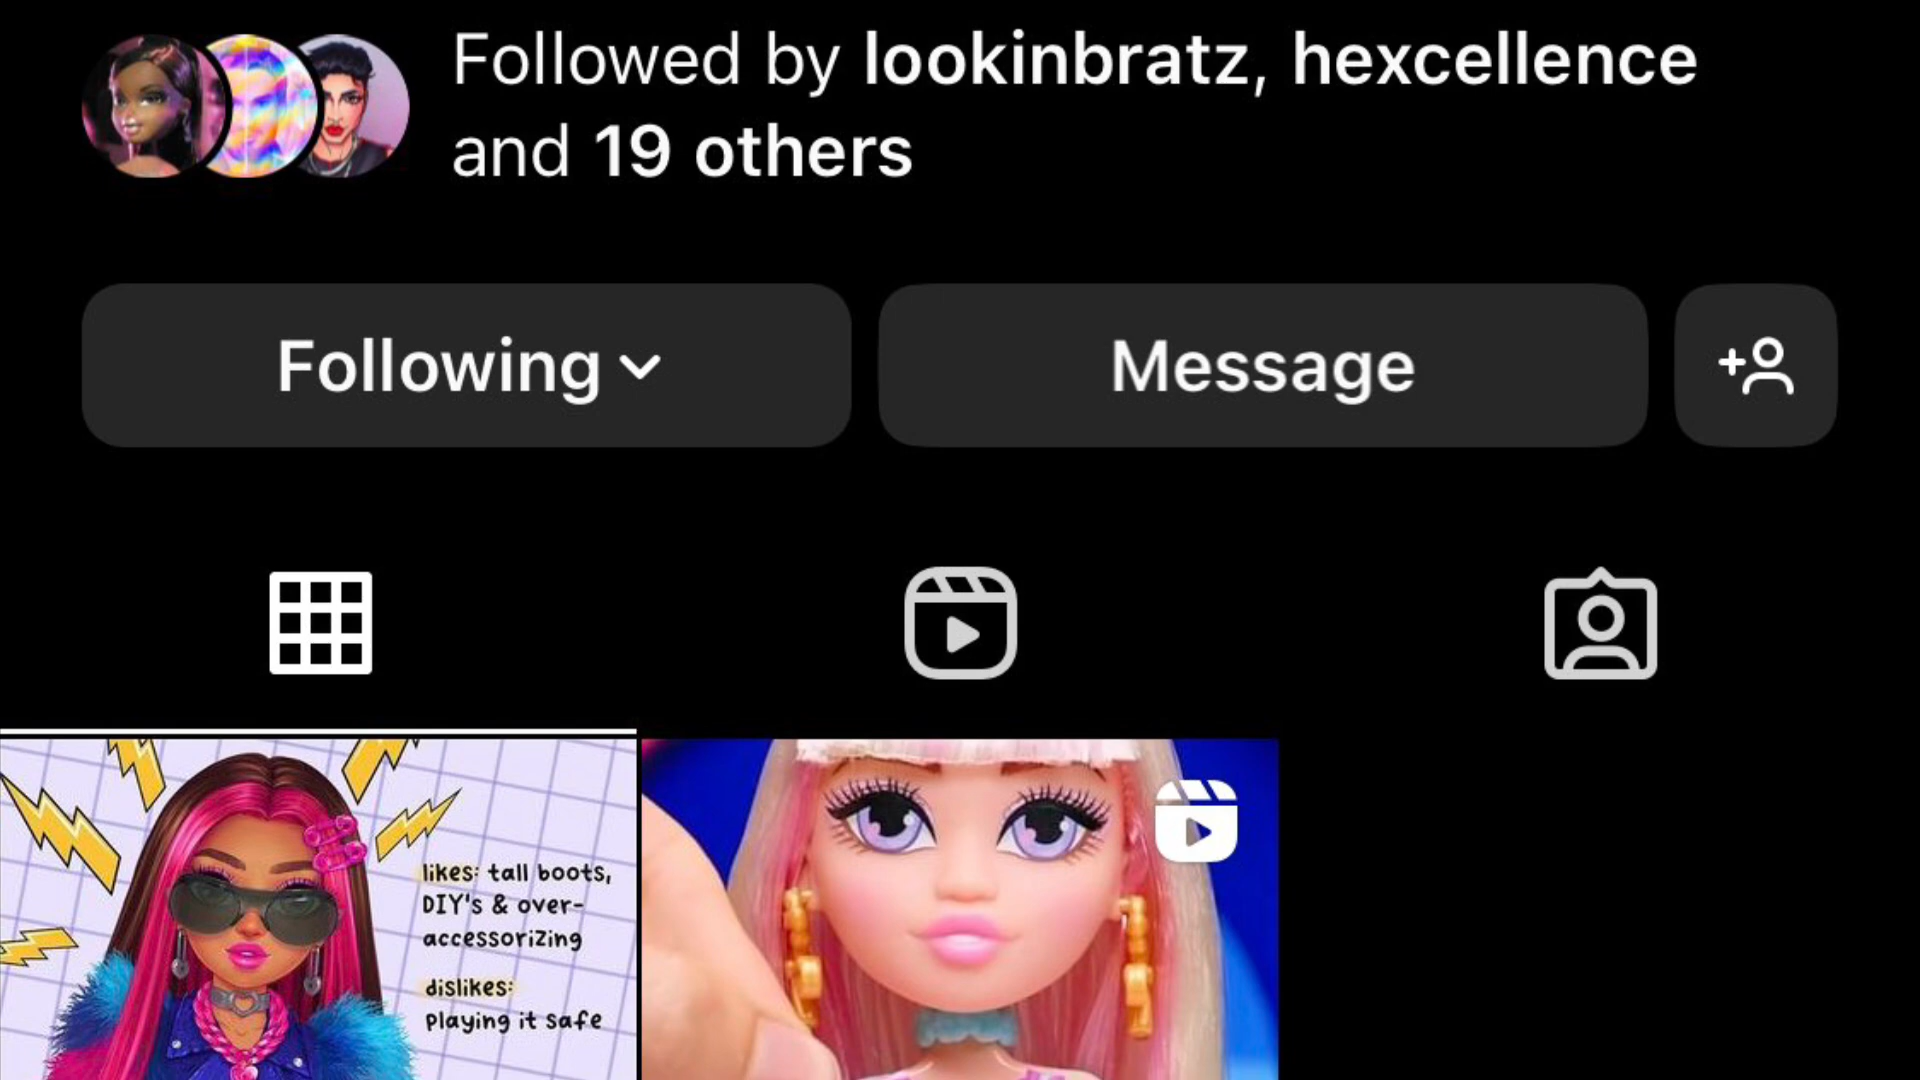 Followed by lookinbratz, hexcellence
and 19 others
Following
Message
likes: tall boots,
DIY's & over-
accessorizing
dislikes:
playing it safe